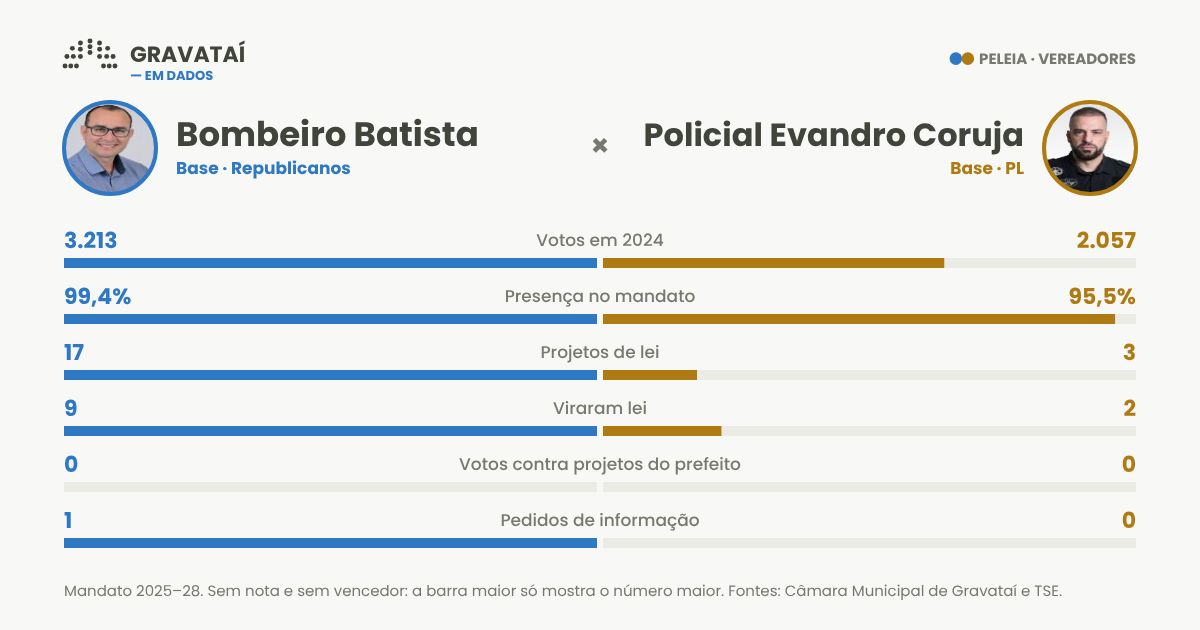 GRAVATAÍ
— EM DADOS
PELEIA · VEREADORES
Bombeiro Batista
Base · Republicanos
×
Policial Evandro Coruja
Base · PL
3.213 Votos em 2024 2.057
99,4% Presença no mandato 95,5%
17 Projetos de lei 3
9 Viraram lei 2
0 Votos contra projetos do prefeito 0
1 Pedidos de informação 0
Mandato 2025–28. Sem nota e sem vencedor: a barra maior só mostra o número maior. Fontes: Câmara Municipal de Gravataí e TSE.